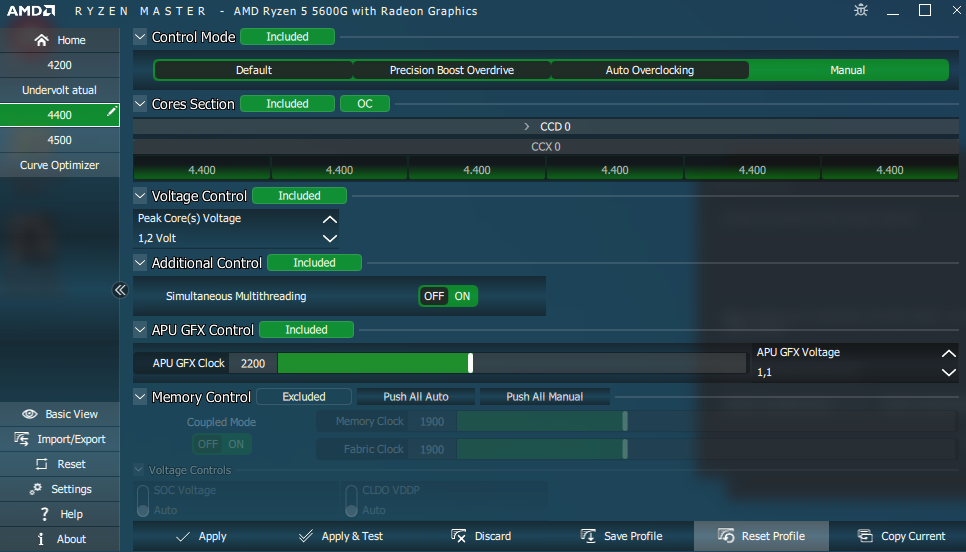 AMD RYZEN MASTER - AMD Ryzen 5 5600G with Radeon Graphics
Home
4200
Undervolt atual
4400
4500
Curve Optimizer
Basic View
Import/Export
Reset
Settings
Help
About
Control Mode Included
Default Precision Boost Overdrive Auto Overclocking Manual
Cores Section Included OC
CCD 0
CCX 0
4.400 4.400 4.400 4.400 4.400 4.400
Voltage Control Included
Peak Core(s) Voltage
1,2 Volt
Additional Control Included
Simultaneous Multithreading OFF ON
APU GFX Control Included
APU GFX Clock 2200
APU GFX Voltage
1,1
Memory Control Excluded Push All Auto Push All Manual
Coupled Mode
OFF ON
Memory Clock 1900
Fabric Clock 1900
Voltage Controls
SOC Voltage
Auto
CLDO VDDP
Auto
Apply Apply & Test Discard Save Profile Reset Profile Copy Current